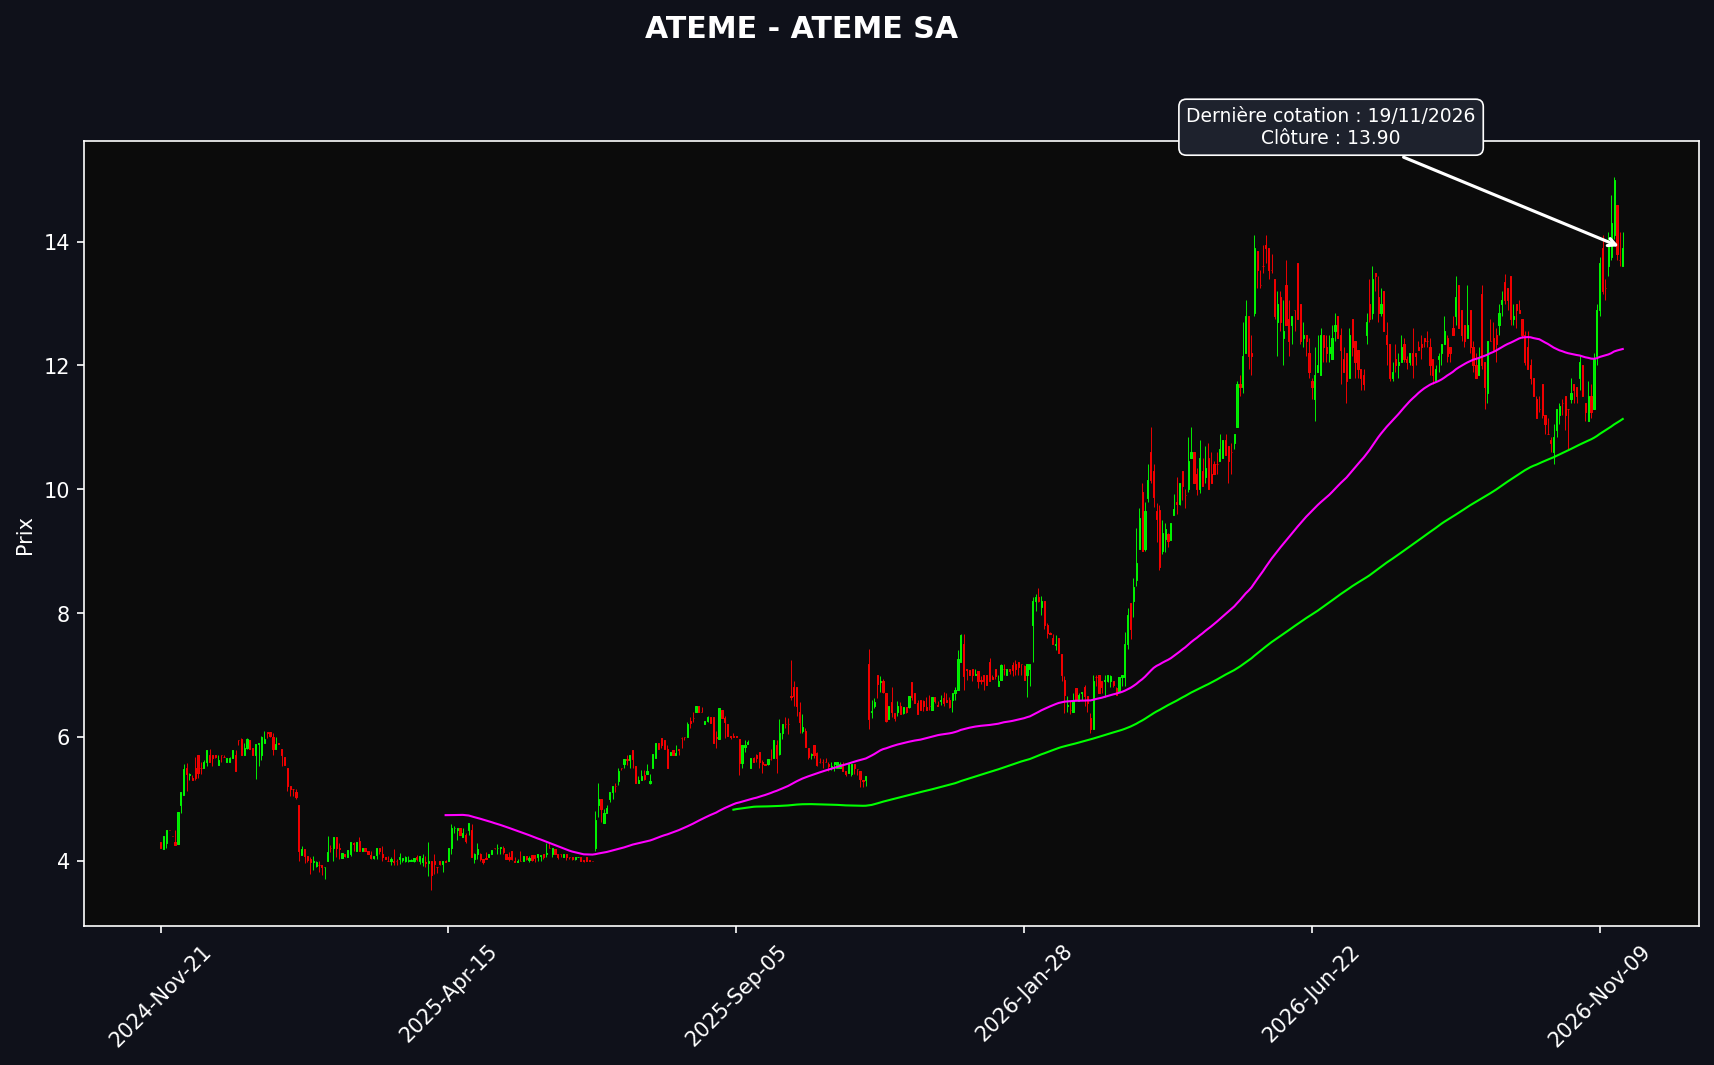 ATEME - ATEME SA
Dernière cotation : 19/11/2026
Clôture : 13.90
Prix
14
12
10
8
6
4
2024-Nov-21
2025-Apr-15
2025-Sep-05
2026-Jan-28
2026-Jun-22
2026-Nov-09